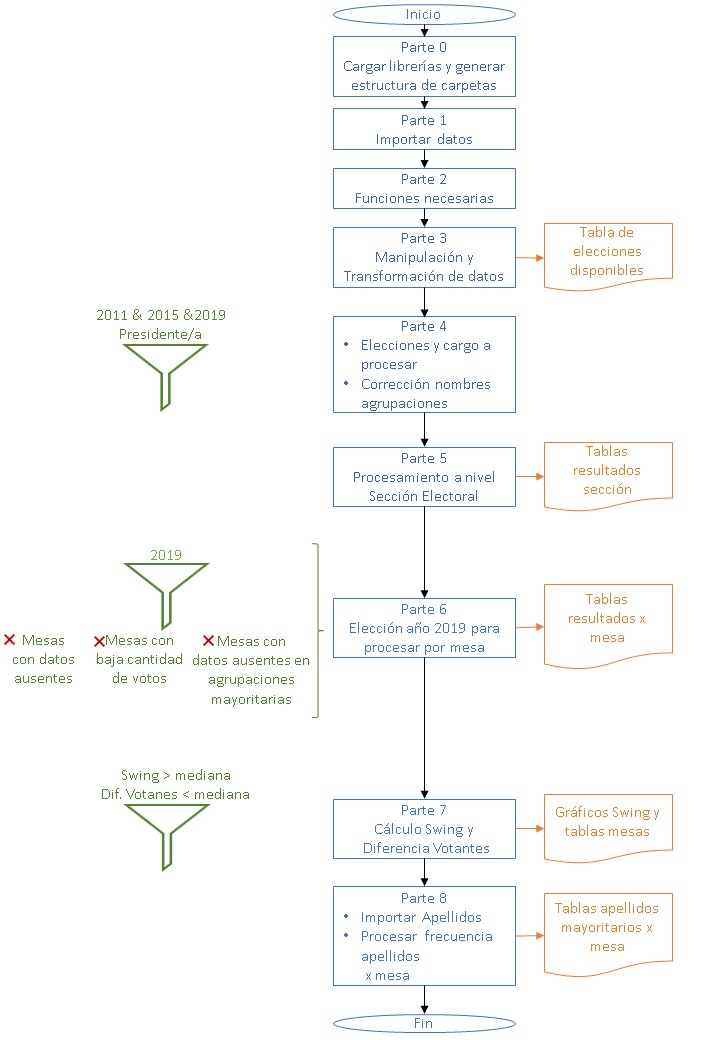 Inicio
Parte 0
Cargar librerías y generar
estructura de carpetas
Parte 1
Importar datos
Parte 2
Funciones necesarias
Parte 3
Manipulación y
Transformación de datos
Tabla de
elecciones
disponibles
2011 & 2015 &2019
Presidente/a
Parte 4
• Elecciones y cargo a
procesar
• Corrección nombres
agrupaciones
Parte 5
Procesamiento a nivel
Sección Electoral
Tablas
resultados
sección
2019
Mesas
con datos
ausentes
Mesas con
baja cantidad
de votos
Mesas con
datos ausentes en
agrupaciones
mayoritarias
Parte 6
Elección año 2019 para
procesar por mesa
Tablas
resultados x
mesa
Swing > mediana
Dif. Votanes < mediana
Parte 7
Cálculo Swing y
Diferencia Votantes
Gráficos Swing y
tablas mesas
Parte 8
• Importar Apellidos
• Procesar frecuencia
apellidos
x mesa
Tablas apellidos
mayoritarios x
mesa
Fin